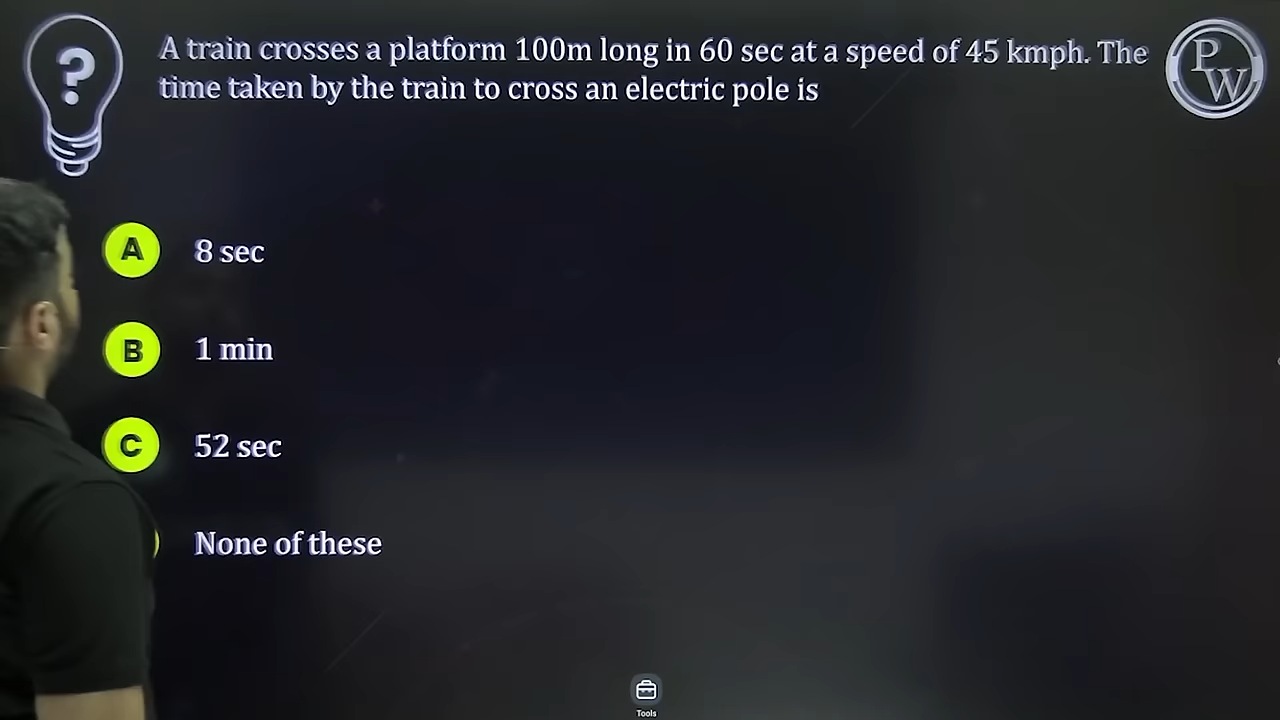 ?
A train crosses a platform 100m long in 60 sec at a speed of 45 kmph. The
time taken by the train to cross an electric pole is
PW
A 8 sec
B 1 min
C 52 sec
None of these
Tools